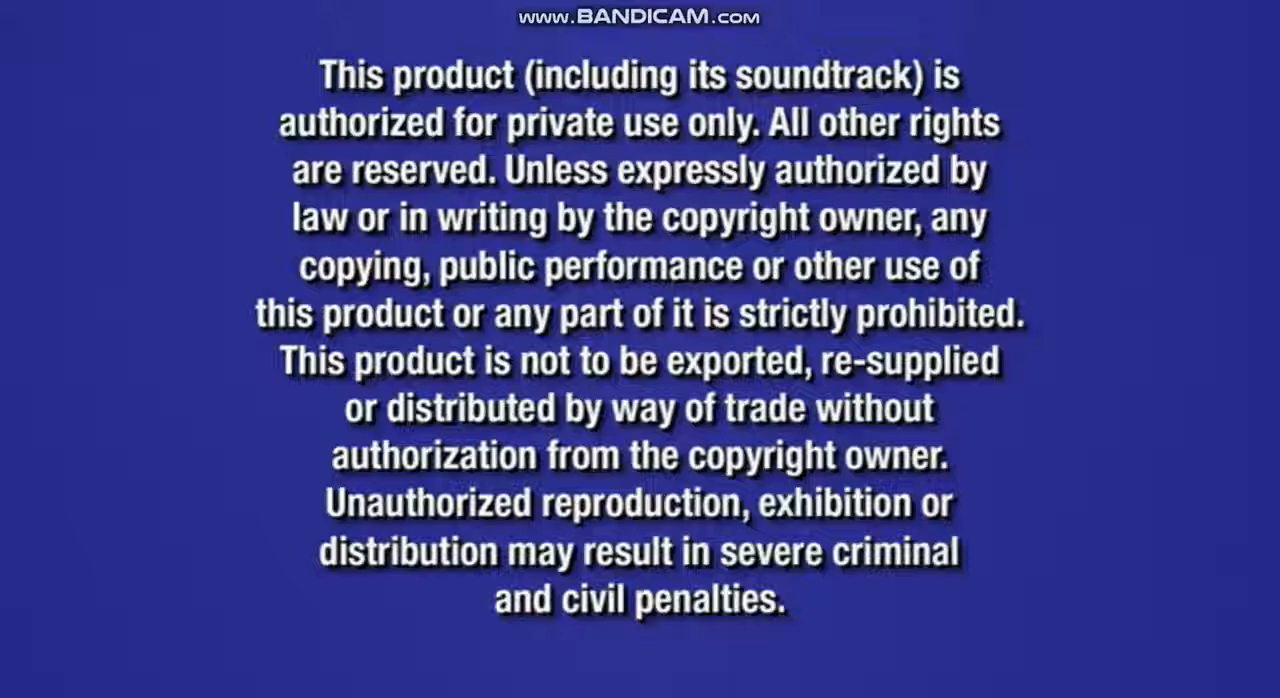 www.BANDICAM.com
This product (including its soundtrack) is
authorized for private use only. All other rights
are reserved. Unless expressly authorized by
law or in writing by the copyright owner, any
copying, public performance or other use of
this product or any part of it is strictly prohibited.
This product is not to be exported, re-supplied
or distributed by way of trade without
authorization from the copyright owner.
Unauthorized reproduction, exhibition or
distribution may result in severe criminal
and civil penalties.